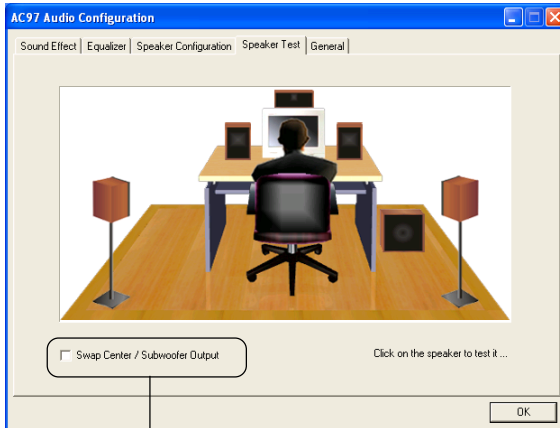 AC97 Audio Configuration
Sound Effect Equalizer Speaker Configuration Speaker Test General
Swap Center / Subwoofer Output
Click on the speaker to test it ...
OK